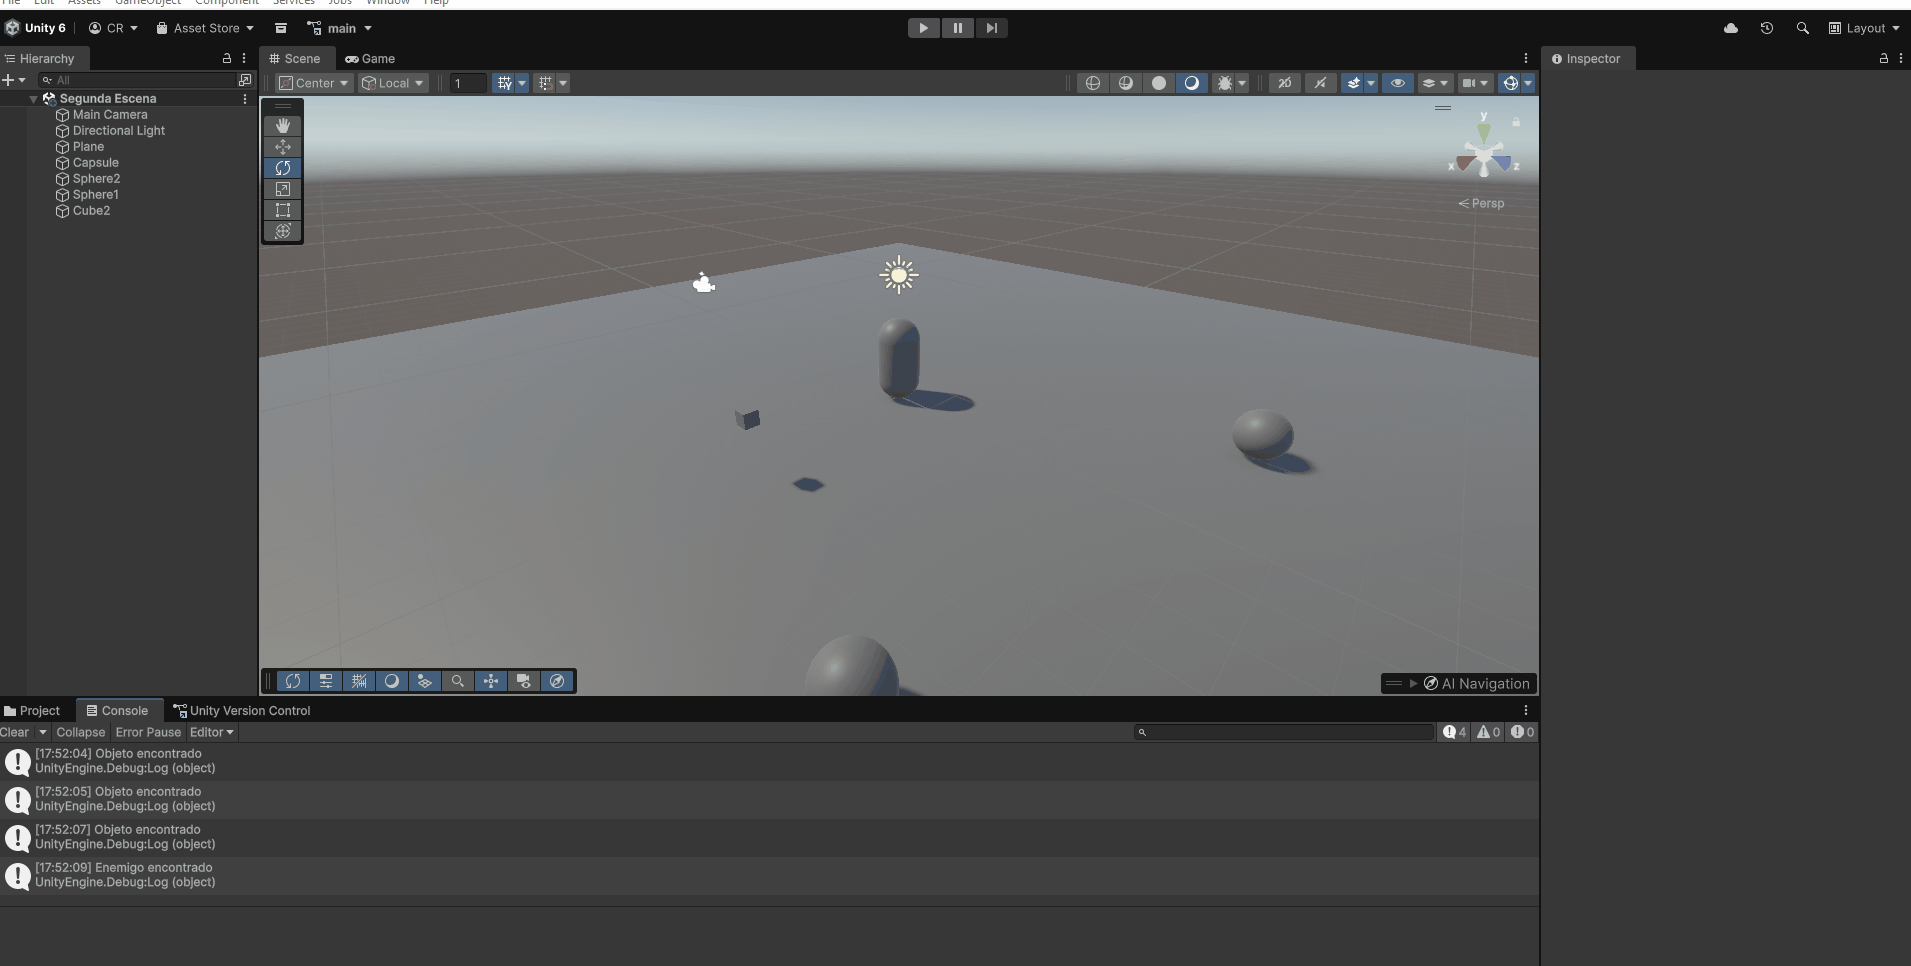 File Edit Assets GameObject Component Services Jobs Window Help
Unity 6 CR Asset Store main Layout
Hierarchy
All
Segunda Escena
Main Camera
Directional Light
Plane
Capsule
Sphere2
Sphere1
Cube2
Scene Game
Center Local 1 2D
y
x z
Persp
AI Navigation
Inspector
Project Console Unity Version Control
Clear Collapse Error Pause Editor 4 0 0
[17:52:04] Objeto encontrado
UnityEngine.Debug:Log (object)
[17:52:05] Objeto encontrado
UnityEngine.Debug:Log (object)
[17:52:07] Objeto encontrado
UnityEngine.Debug:Log (object)
[17:52:09] Enemigo encontrado
UnityEngine.Debug:Log (object)